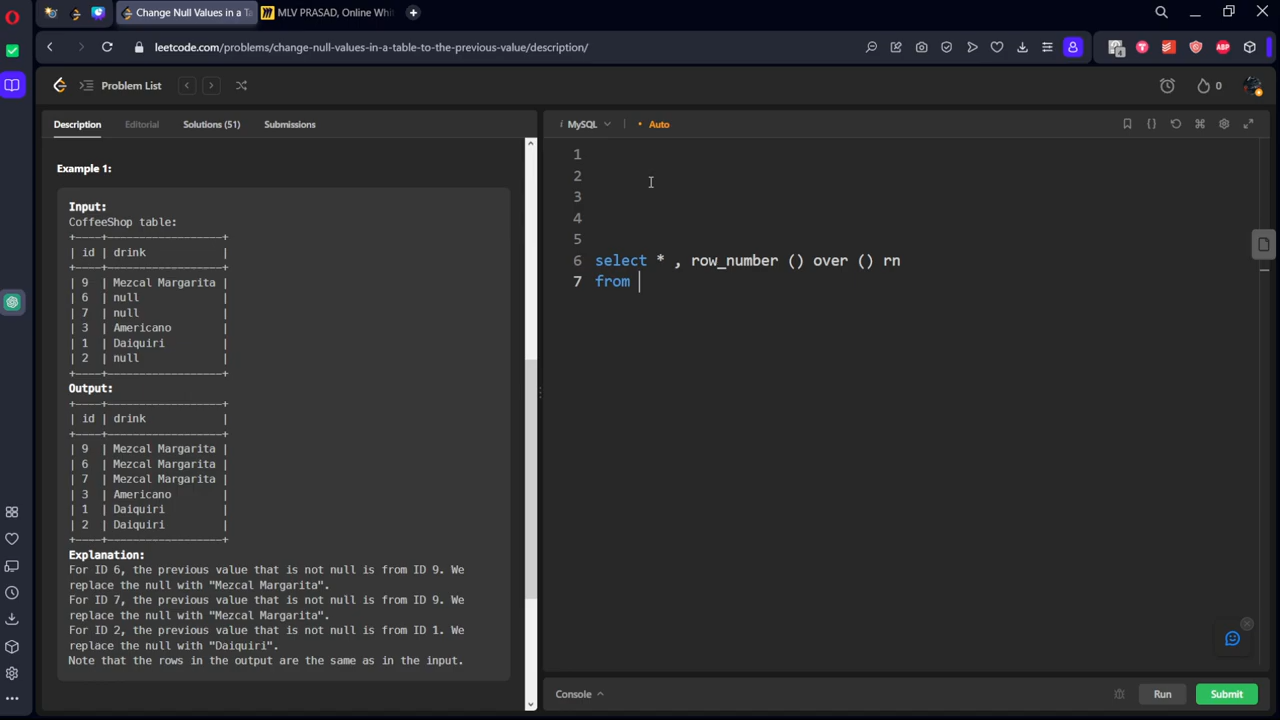 Change Null Values in a Ta
MLV PRASAD, Online Whi
leetcode.com/problems/change-null-values-in-a-table-to-the-previous-value/description/
4
ABP
Problem List
0
Description Editorial Solutions (51) Submissions
i MySQL • Auto
Example 1:
Input:
CoffeeShop table:
+----+------------------+
| id | drink            |
+----+------------------+
| 9  | Mezcal Margarita |
| 6  | null             |
| 7  | null             |
| 3  | Americano        |
| 1  | Daiquiri         |
| 2  | null             |
+----+------------------+
Output:
+----+------------------+
| id | drink            |
+----+------------------+
| 9  | Mezcal Margarita |
| 6  | Mezcal Margarita |
| 7  | Mezcal Margarita |
| 3  | Americano        |
| 1  | Daiquiri         |
| 2  | Daiquiri         |
+----+------------------+
Explanation:
For ID 6, the previous value that is not null is from ID 9. We
replace the null with "Mezcal Margarita".
For ID 7, the previous value that is not null is from ID 9. We
replace the null with "Mezcal Margarita".
For ID 2, the previous value that is not null is from ID 1. We
replace the null with "Daiquiri".
Note that the rows in the output are the same as in the input.
1
2
3
4
5
6 select * , row_number () over () rn
7 from
Console
Run
Submit